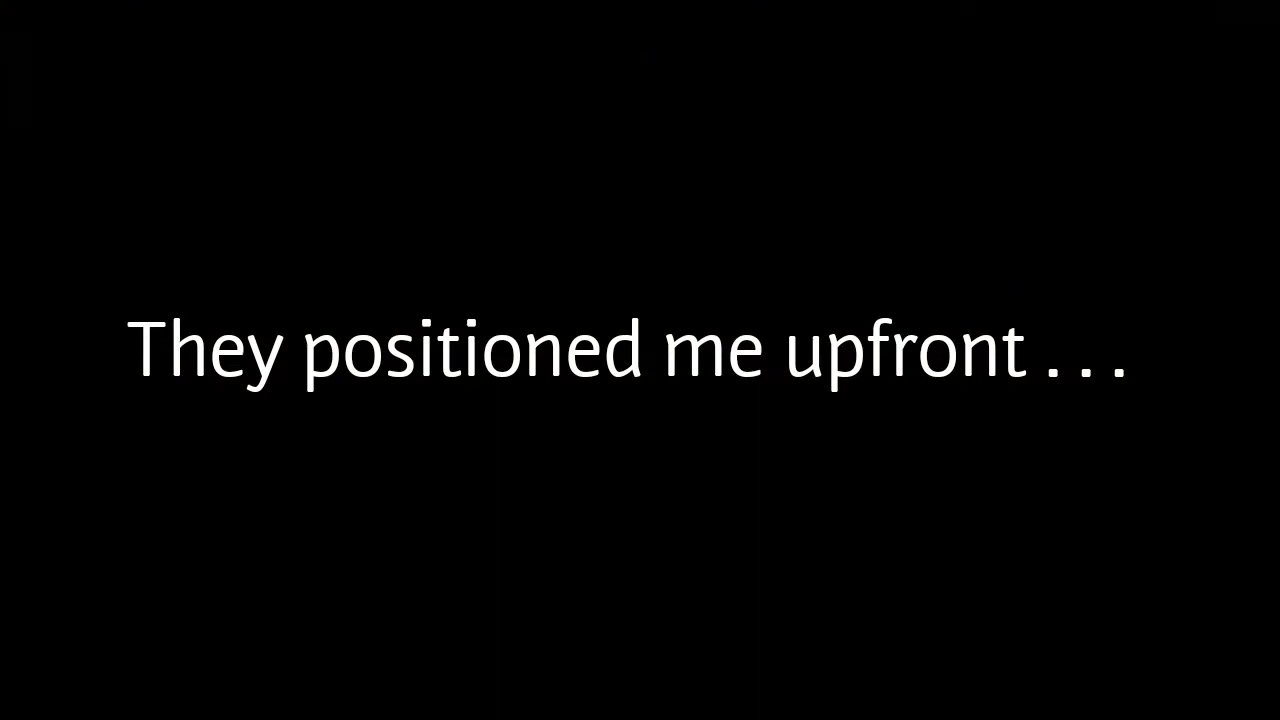 They positioned me upfront . . .